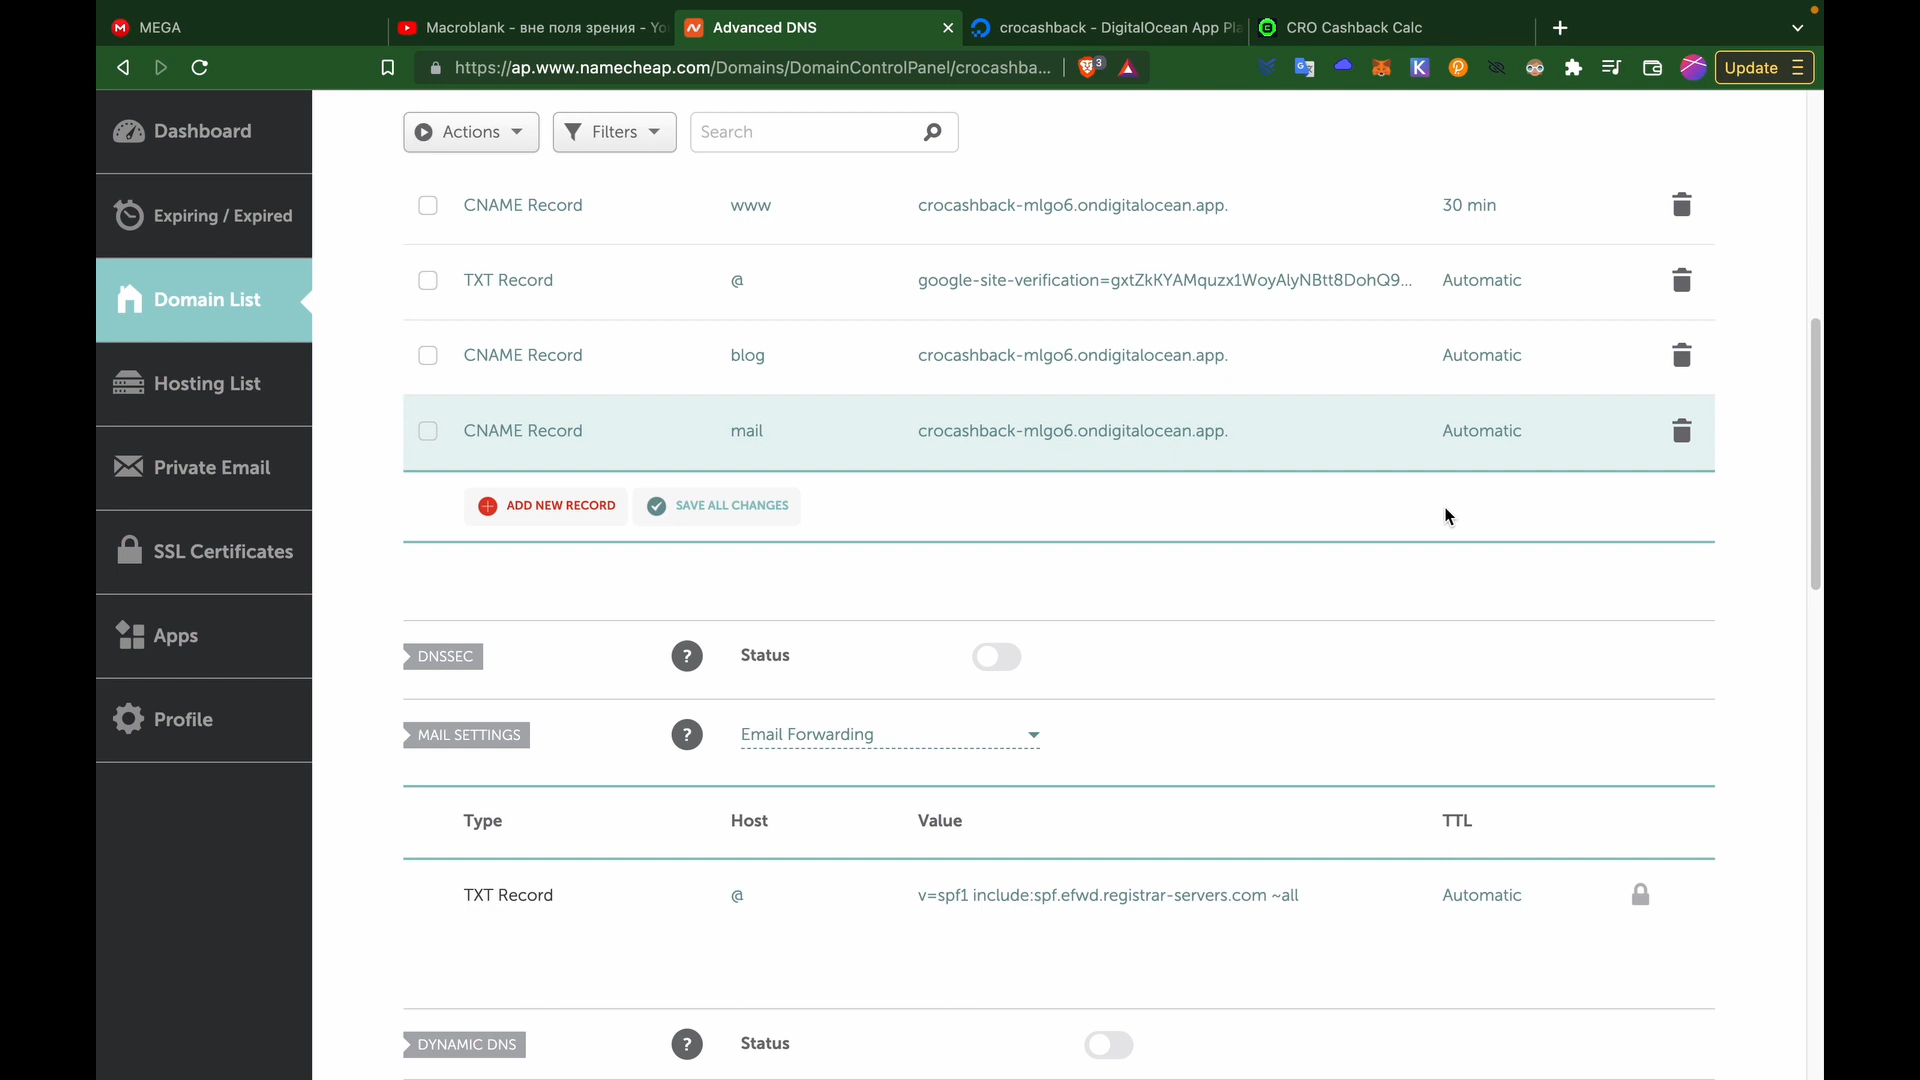 MEGA
Macroblank - вне поля зрения - Yo
Advanced DNS
crocashback - DigitalOcean App Pla
CRO Cashback Calc
https://ap.www.namecheap.com/Domains/DomainControlPanel/crocashba...
3
K
Update
Dashboard
Expiring / Expired
Domain List
Hosting List
Private Email
SSL Certificates
Apps
Profile
Actions
Filters
Search
CNAME Record www crocashback-mlgo6.ondigitalocean.app. 30 min
TXT Record @ google-site-verification=gxtZkKYAMquzx1WoyAlyNBtt8DohQ9... Automatic
CNAME Record blog crocashback-mlgo6.ondigitalocean.app. Automatic
CNAME Record mail crocashback-mlgo6.ondigitalocean.app. Automatic
ADD NEW RECORD SAVE ALL CHANGES
DNSSEC ? Status
MAIL SETTINGS ? Email Forwarding
Type Host Value TTL
TXT Record @ v=spf1 include:spf.efwd.registrar-servers.com ~all Automatic
DYNAMIC DNS ? Status